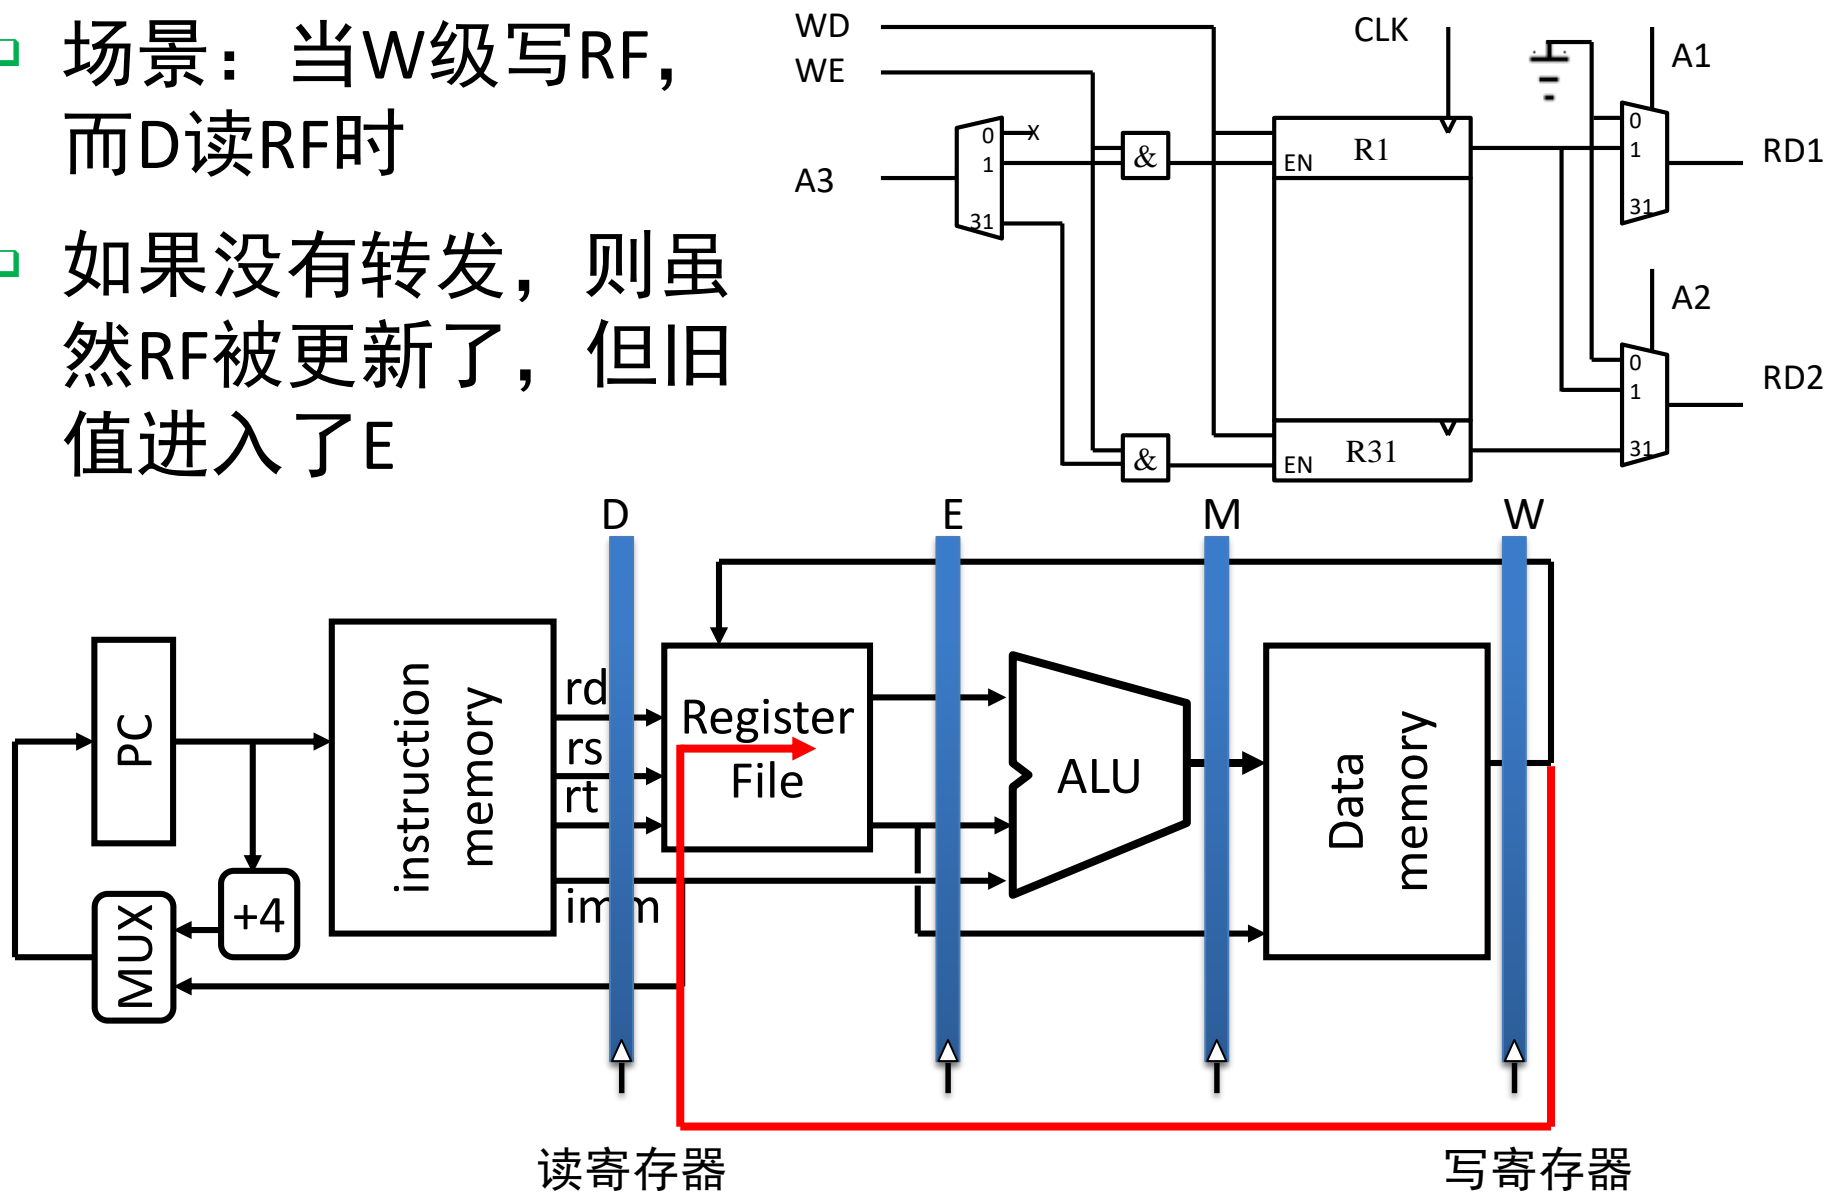 场景：当W级写RF，
而D读RF时
如果没有转发，则虽
然RF被更新了，但旧
值进入了E
WD
WE
A3
0
x
1
31
&
&
CLK
R1
EN
R31
EN
A1
0
1
31
RD1
A2
0
1
31
RD2
D
E
M
W
PC
MUX
+4
instruction
memory
rd
rs
rt
imm
Register
File
ALU
Data
memory
读寄存器
写寄存器